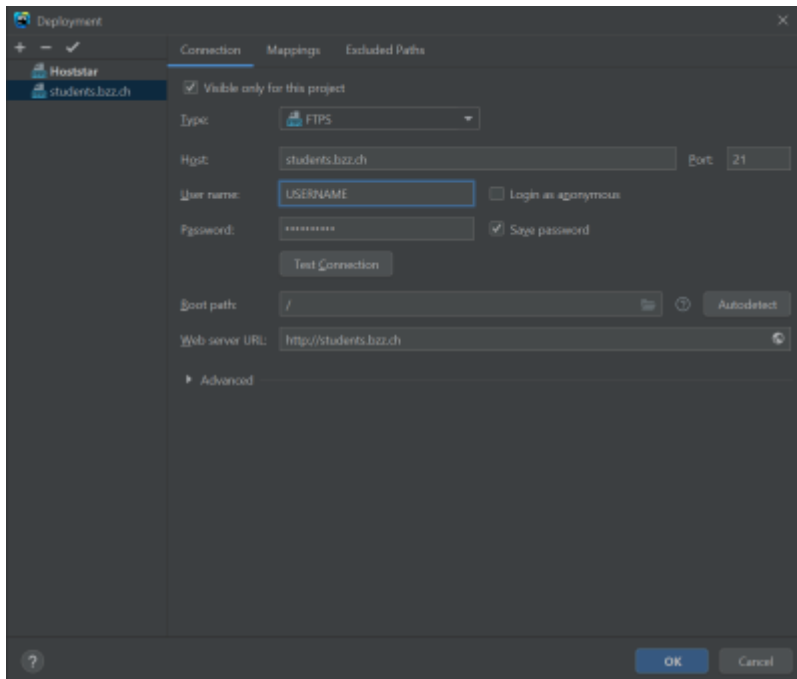 Deployment
Connection Mappings Excluded Paths
Hoststar
students.bzz.ch
Visible only for this project
Type: FTPS
Host: students.bzz.ch Port: 21
User name: USERNAME Login as anonymous
Password: •••••••••• Save password
Test Connection
Root path: / Autodetect
Web server URL: http://students.bzz.ch
Advanced
? OK Cancel